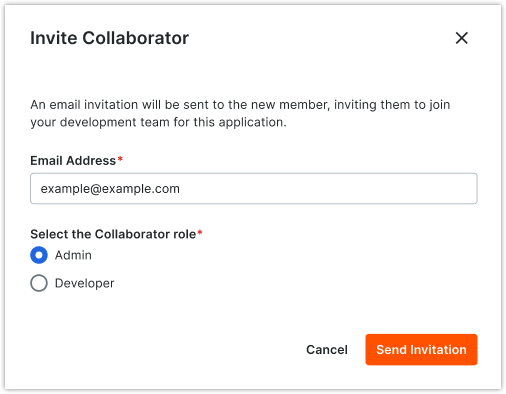 Invite Collaborator
An email invitation will be sent to the new member, inviting them to join
your development team for this application.
Email Address*
example@example.com
Select the Collaborator role*
Admin
Developer
Cancel
Send Invitation